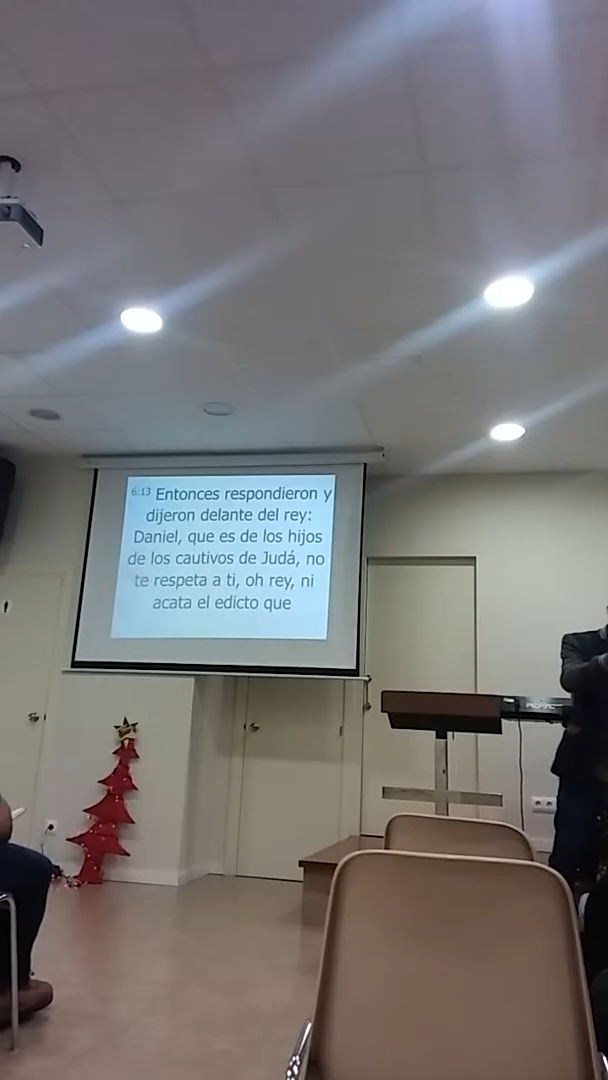 6:13 Entonces respondieron y
dijeron delante del rey:
Daniel, que es de los hijos
de los cautivos de Judá, no
te respeta a ti, oh rey, ni
acata el edicto que